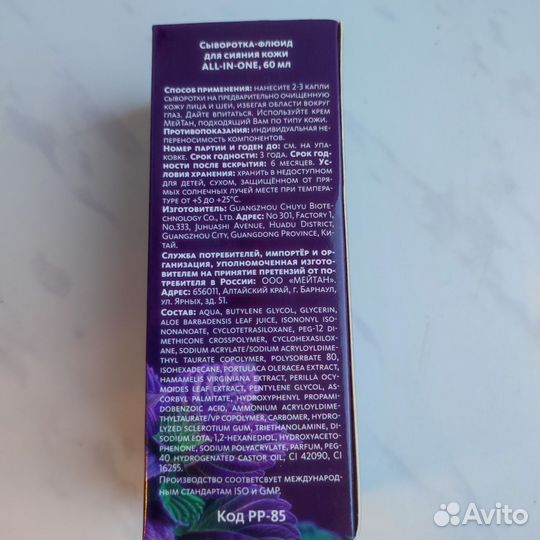 Сыворотка-флюид
для сияния кожи
ALL-IN-ONE, 60 мл
Способ применения: нанесите 2-3 капли
сыворотки на предварительно очищенную
кожу лица и шеи, избегая области вокруг
глаз. Дайте впитаться. Используйте крем
МейТан, подходящий Вам по типу кожи.
Противопоказания: индивидуальная не-
переносимость компонентов.
Номер партии и годен до: см. на упа-
ковке. Срок годности: 3 года. Срок год-
ности после вскрытия: 6 месяцев. Ус-
ловия хранения: хранить в недоступном
для детей, сухом, защищённом от пря-
мых солнечных лучей месте при темпера-
туре от +5 до +25°С.
Изготовитель: Guangzhou Chuyu Biotec-
hnology Co., Ltd. Адрес: No 301, Factory 1,
No.333, Juhuashi Avenue, Huadu District,
Guangzhou City, Guangdong Province, Ки-
тай.
Служба потребителей, импортёр и ор-
ганизация, уполномоченная изгото-
вителем на принятие претензий от по-
требителя в России: ООО «МЕЙТАН».
Адрес: 656011, Алтайский край, г. Барнаул,
ул. Ярных, зд. 51.
Состав: AQUA, BUTYLENE GLYCOL, GLYCERIN,
ALOE BARBADENSIS LEAF JUICE, ISONONYL ISO-
NONANOATE, CYCLOTETRASILOXANE, PEG-12 DI-
METHICONE CROSSPOLYMER, CYCLOHEXASILOX-
ANE, SODIUM ACRYLATE/SODIUM ACRYLOYLDIME-
THYL TAURATE COPOLYMER, POLYSORBATE 80,
ISOHEXADECANE, PORTULACA OLERACEA EXTRACT,
HAMAMELIS VIRGINIANA EXTRACT, PERILLA OCY-
MOIDES LEAF EXTRACT, PENTYLENE GLYCOL, AS-
CORBYL PALMITATE, HYDROXYPHENYL PROPAMI-
DOBENZOIC ACID, AMMONIUM ACRYLOYLDIME-
THYLTAURATE/VP COPOLYMER, CARBOMER, HYDRO-
LYZED SCLEROTIUM GUM, TRIETHANOLAMINE, DI-
SODIUM EDTA, 1,2-HEXANEDIOL, HYDROXYACETO-
PHENONE, SODIUM POLYACRYLATE, PARFUM, PEG-
40 HYDROGENATED CASTOR OIL, CI 42090, CI
16255.
Производство соответсвует международ-
ным стандартам ISO и GMP.
Код PP-85
Avito